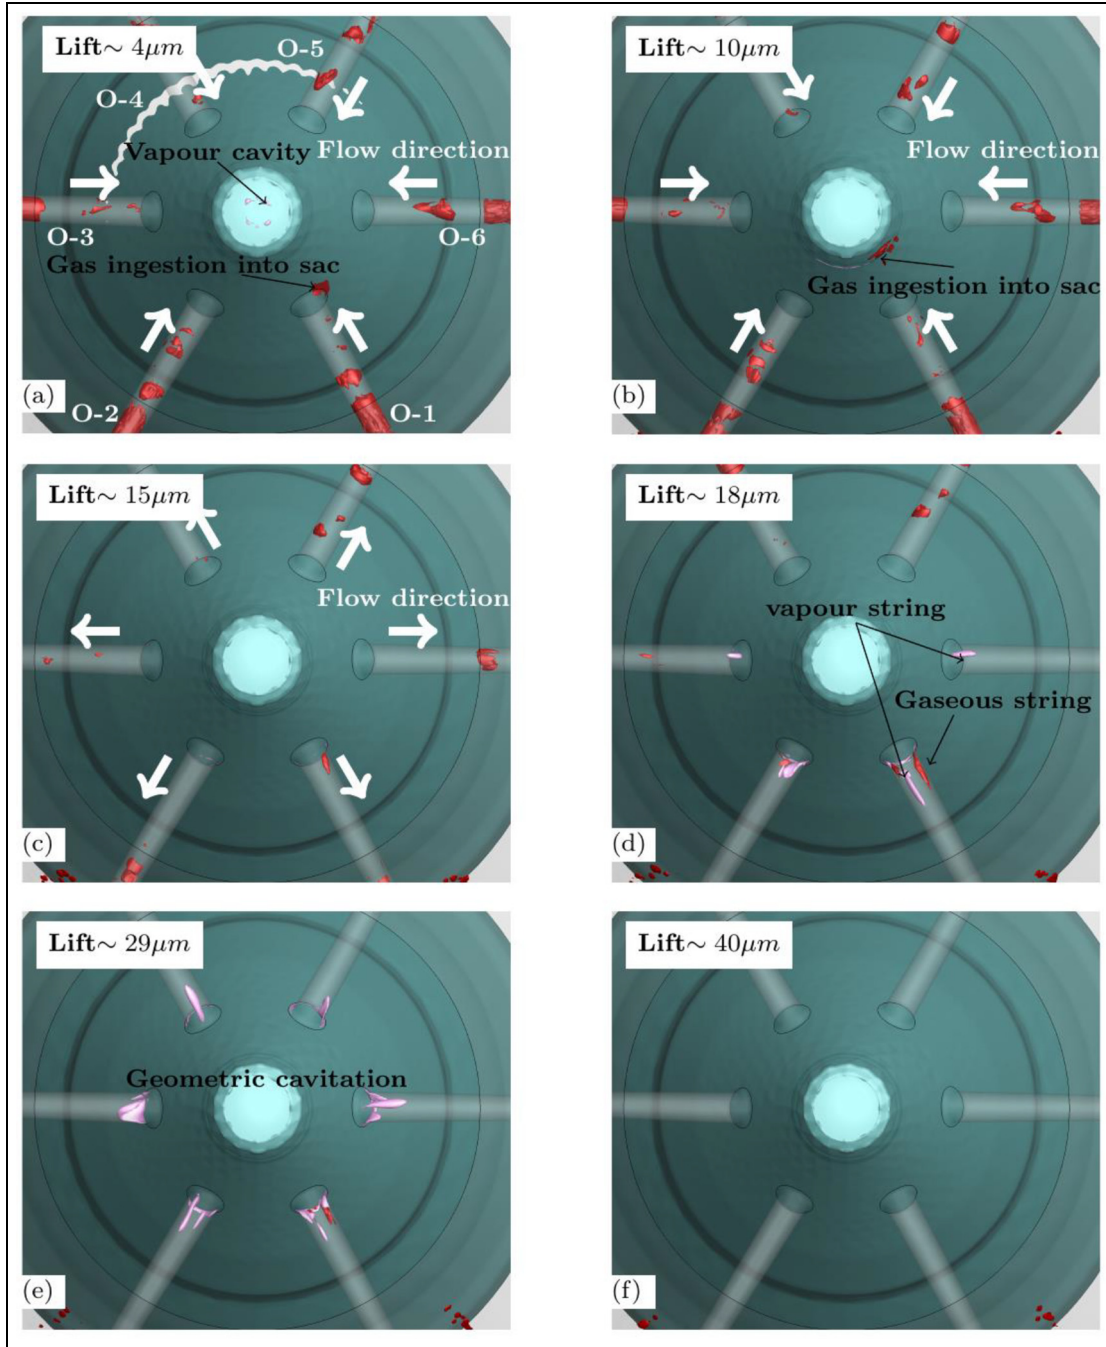 Lift∼ 4μm
O-5
O-4
Vapour cavity
Flow direction
O-3
O-6
Gas ingestion into sac
(a)
O-2
O-1
Lift∼ 10μm
Flow direction
Gas ingestion into sac
(b)
Lift∼ 15μm
Flow direction
(c)
Lift∼ 18μm
vapour string
Gaseous string
(d)
Lift∼ 29μm
Geometric cavitation
(e)
Lift∼ 40μm
(f)